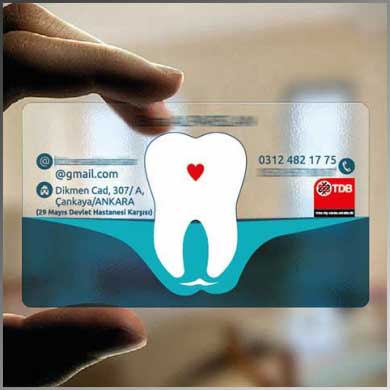 @gmail.com
Dikmen Cad, 307/ A,
Çankaya/ANKARA
(29 Mayıs Devlet Hastanesi Karşısı)
0312 482 17 75
TDB